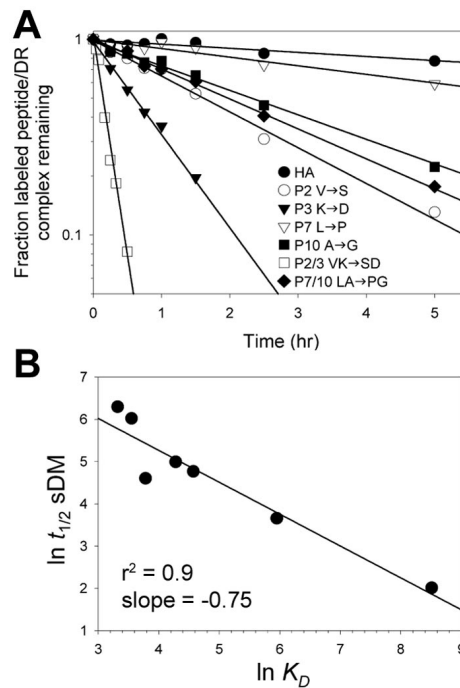 A
Fraction labeled peptide/DR
complex remaining
1
0.1
HA
P2 V→S
P3 K→D
P7 L→P
P10 A→G
P2/3 VK→SD
P7/10 LA→PG
0 1 2 3 4 5
Time (hr)
B
ln t1/2 sDM
7
6
5
4
3
2
1
r² = 0.9
slope = -0.75
3 4 5 6 7 8 9
ln KD